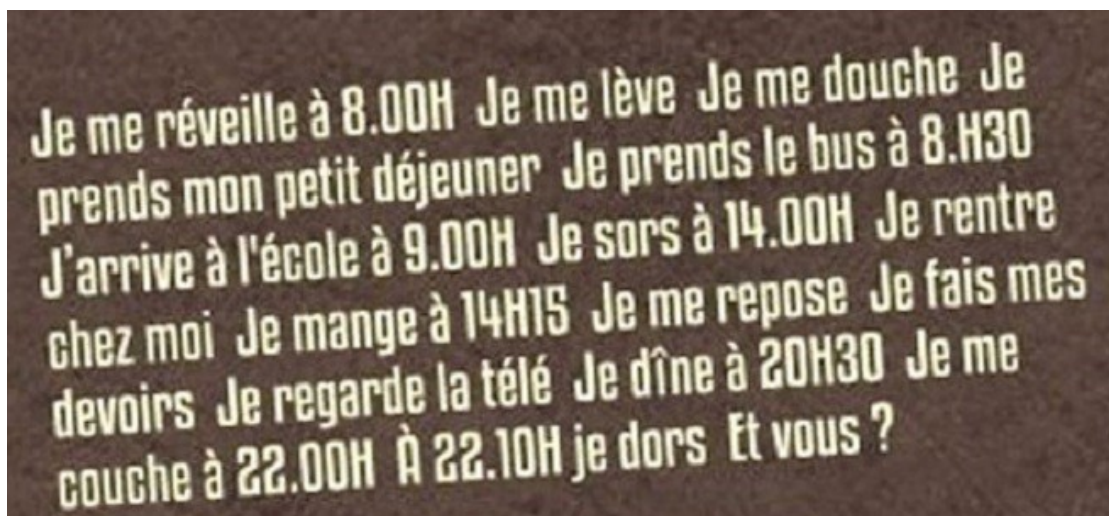 Je me réveille à 8.00H Je me lève Je me douche Je
prends mon petit déjeuner Je prends le bus à 8.H30
J'arrive à l'école à 9.00H Je sors à 14.00H Je rentre
chez moi Je mange à 14H15 Je me repose Je fais mes
devoirs Je regarde la télé Je dîne à 20H30 Je me
couche à 22.00H À 22.10H je dors Et vous ?